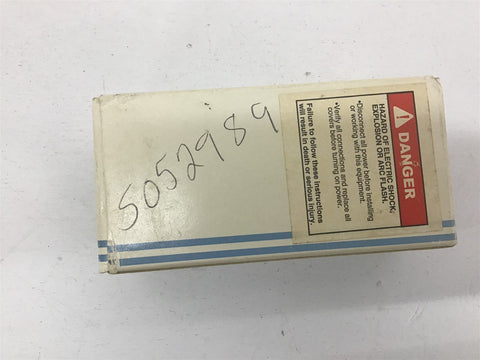 5052989
DANGER
HAZARD OF ELECTRIC SHOCK,
EXPLOSION OR ARC FLASH.
•Disconnect all power before installing
or working with this equipment.
•Verify all connections and replace all
covers before turning on power.
Failure to follow these instructions
will result in death or serious injury.